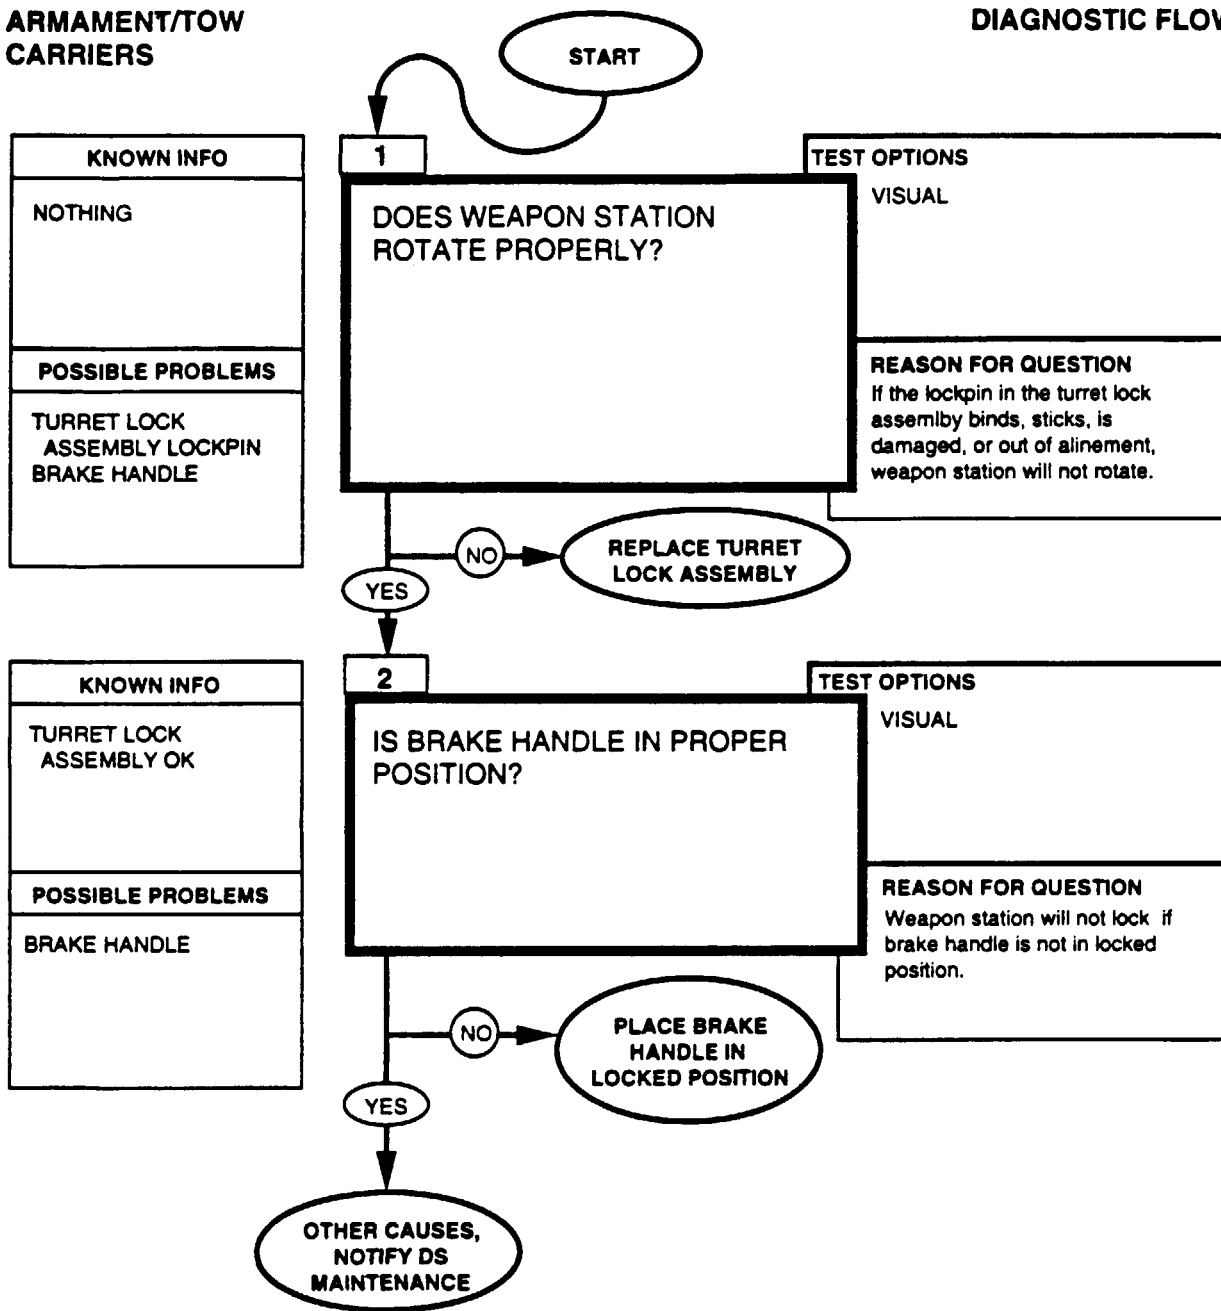 ARMAMENT/TOW
CARRIERS
DIAGNOSTIC FLOW
START
KNOWN INFO
NOTHING
POSSIBLE PROBLEMS
TURRET LOCK
ASSEMBLY LOCKPIN
BRAKE HANDLE
1
DOES WEAPON STATION
ROTATE PROPERLY?
TEST OPTIONS
VISUAL
REASON FOR QUESTION
If the lockpin in the turret lock
assemlby binds, sticks, is
damaged, or out of alinement,
weapon station will not rotate.
NO
REPLACE TURRET
LOCK ASSEMBLY
YES
KNOWN INFO
TURRET LOCK
ASSEMBLY OK
POSSIBLE PROBLEMS
BRAKE HANDLE
2
IS BRAKE HANDLE IN PROPER
POSITION?
TEST OPTIONS
VISUAL
REASON FOR QUESTION
Weapon station will not lock if
brake handle is not in locked
position.
NO
PLACE BRAKE
HANDLE IN
LOCKED POSITION
YES
OTHER CAUSES,
NOTIFY DS
MAINTENANCE